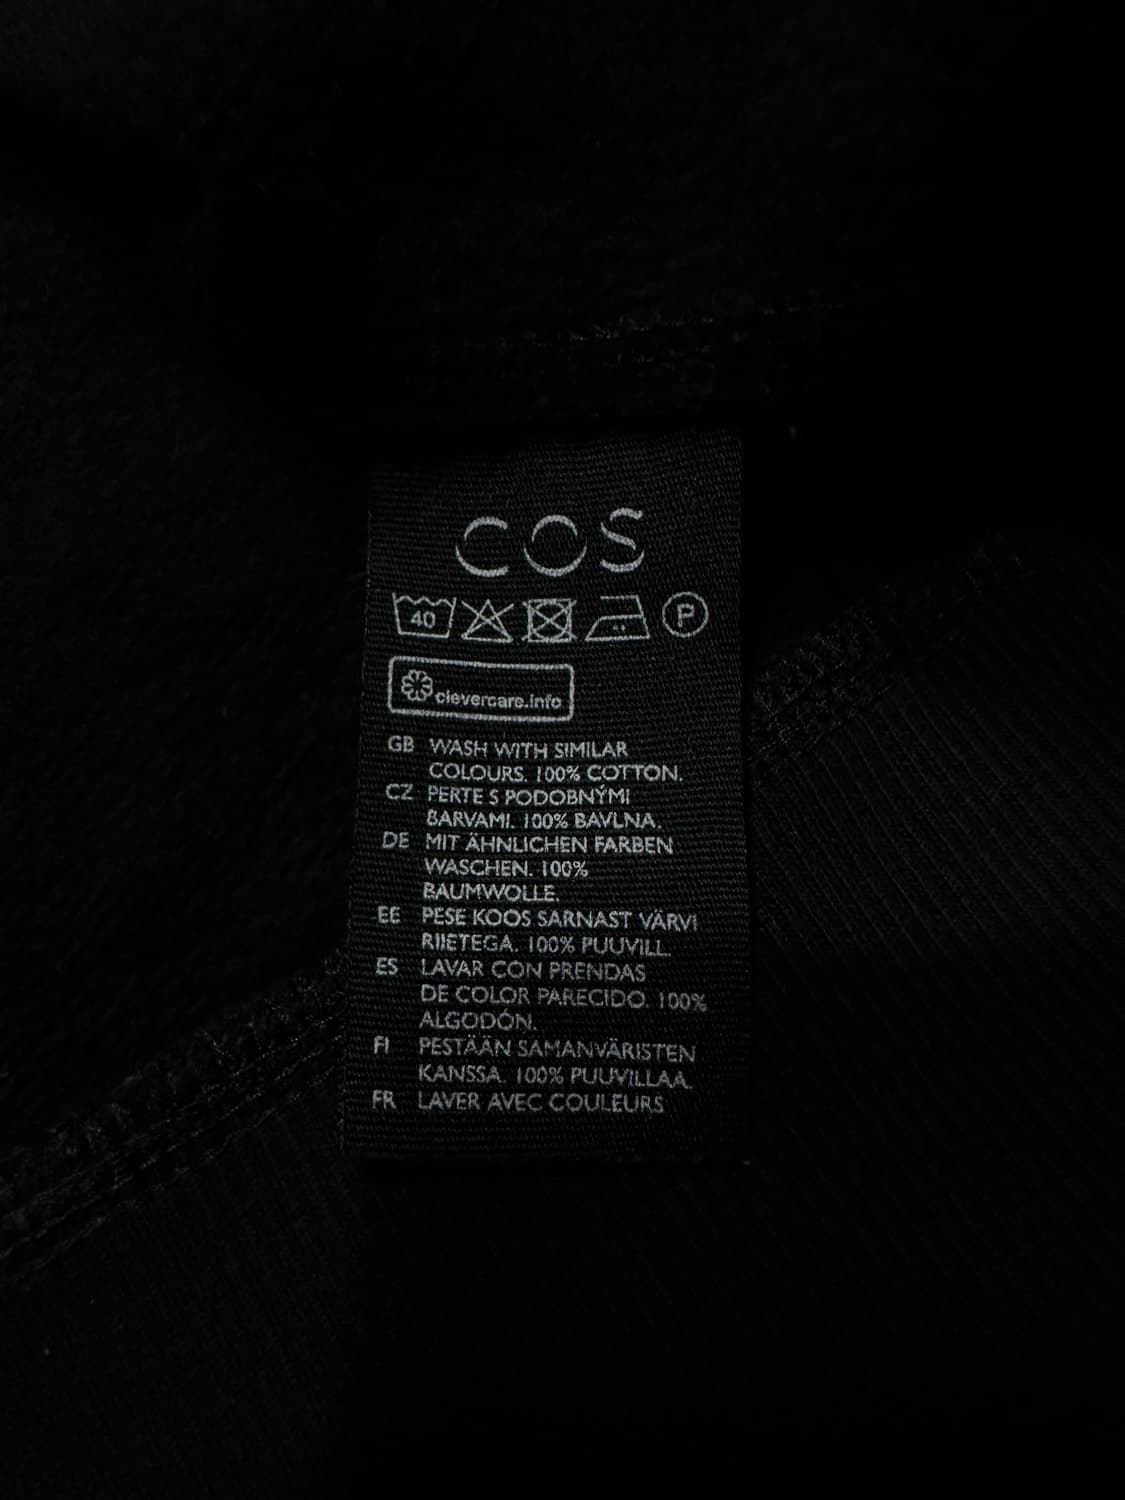 COS
40
P
clevercare.info
GB WASH WITH SIMILAR
COLOURS. 100% COTTON.
CZ PERTE S PODOBNÝMI
BARVAMI. 100% BAVLNA.
DE MIT ÄHNLICHEN FARBEN
WASCHEN. 100%
BAUMWOLLE.
EE PESE KOOS SARNAST VÄRVI
RIIETEGA. 100% PUUVILL.
ES LAVAR CON PRENDAS
DE COLOR PARECIDO. 100%
ALGODÓN.
FI PESTÄÄN SAMANVÄRISTEN
KANSSA. 100% PUUVILLAA.
FR LAVER AVEC COULEURS